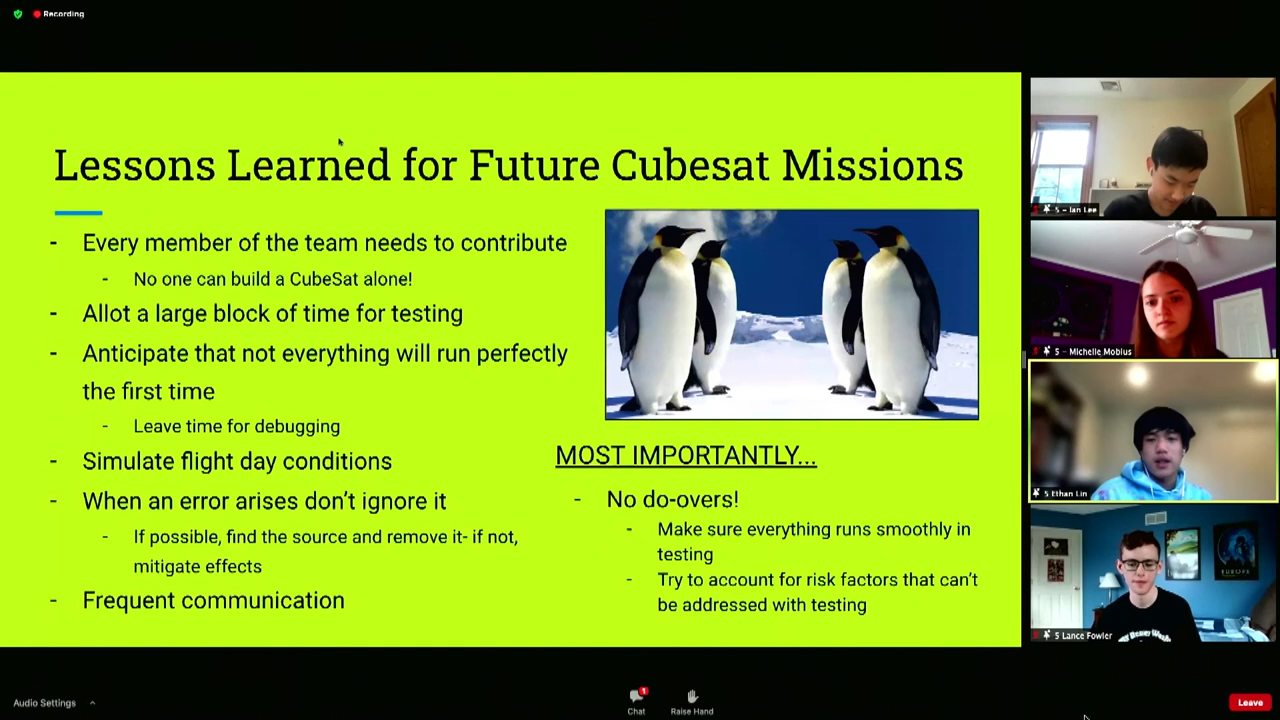 Recording
Lessons Learned for Future Cubesat Missions
- Every member of the team needs to contribute
- No one can build a CubeSat alone!
- Allot a large block of time for testing
- Anticipate that not everything will run perfectly
the first time
- Leave time for debugging
- Simulate flight day conditions
- When an error arises don't ignore it
- If possible, find the source and remove it- if not,
mitigate effects
- Frequent communication
MOST IMPORTANTLY...
- No do-overs!
- Make sure everything runs smoothly in
testing
- Try to account for risk factors that can't
be addressed with testing
5 - Ian Lee
5 - Michelle Mobius
5 Ethan Lin
EUROPA
5 Lance Fowler
Audio Settings
1
Chat
Raise Hand
Leave